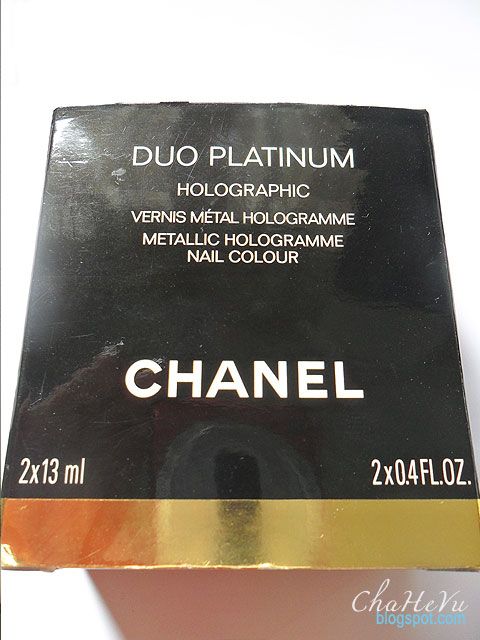 DUO PLATINUM
HOLOGRAPHIC
VERNIS MÉTAL HOLOGRAMME
METALLIC HOLOGRAMME
NAIL COLOUR
CHANEL
2x13 ml 2x0.4FL.OZ.
ChaHeVu
blogspot.com